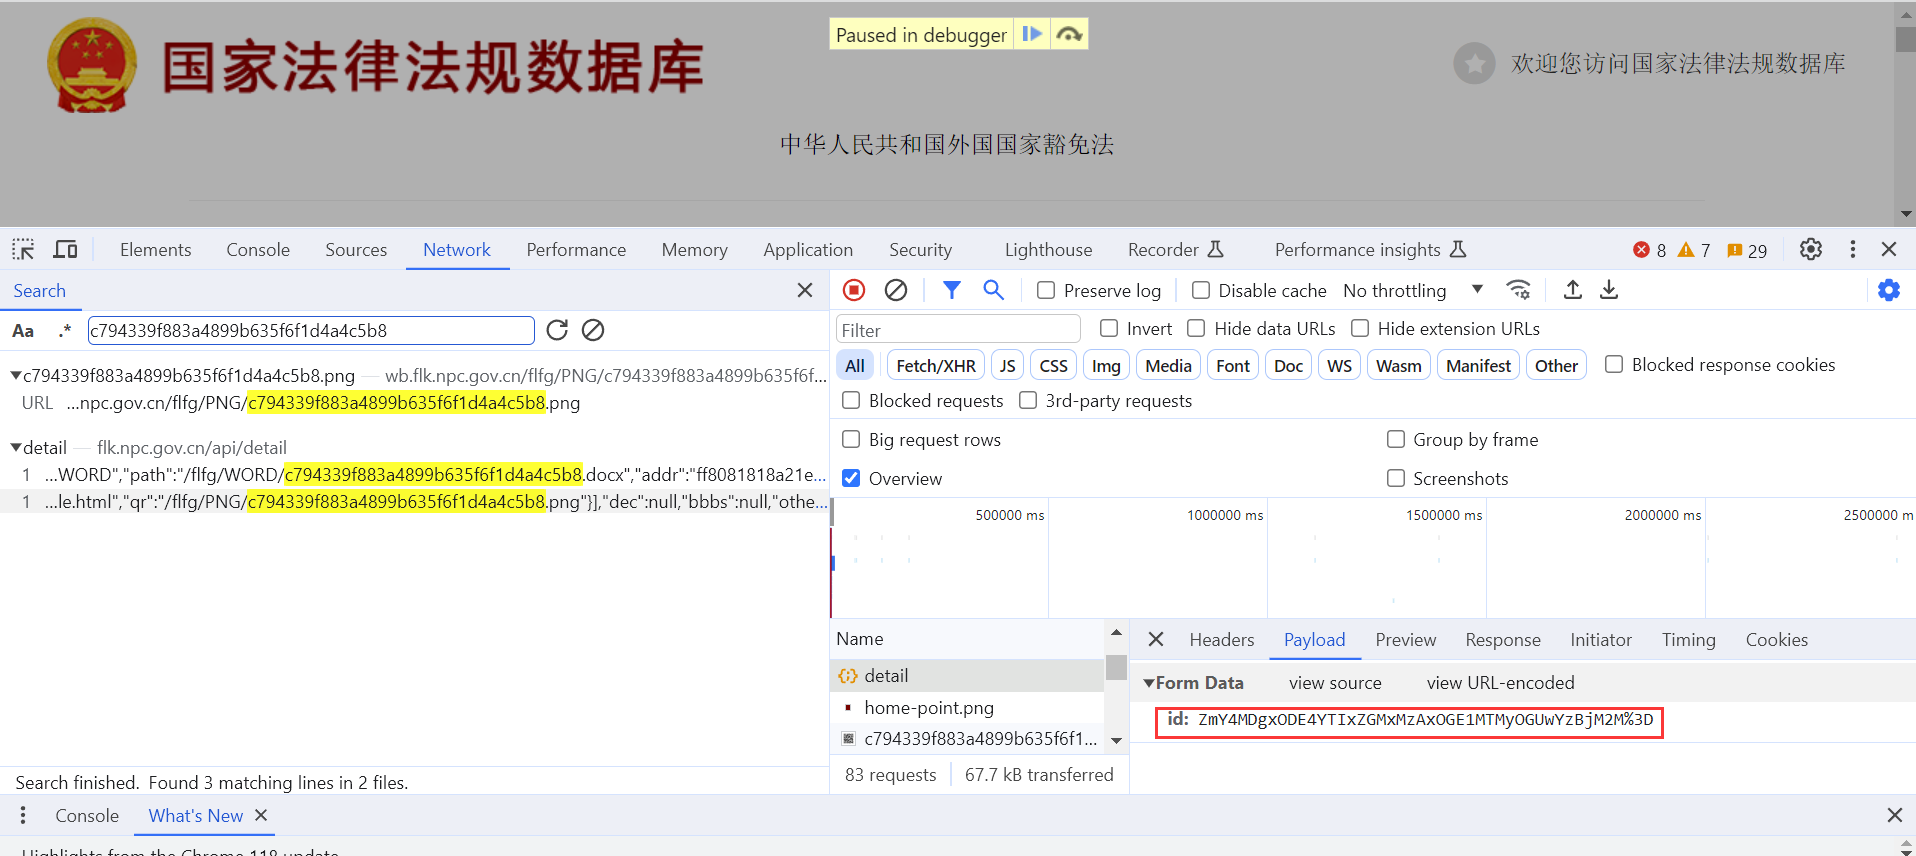 国家法律法规数据库
Paused in debugger
欢迎您访问国家法律法规数据库
中华人民共和国外国国家豁免法
Elements Console Sources Network Performance Memory Application Security Lighthouse Recorder Performance insights 8 7 29
Search
Aa .* c794339f883a4899b635f6f1d4a4c5b8
c794339f883a4899b635f6f1d4a4c5b8.png — wb.flk.npc.gov.cn/flfg/PNG/c794339f883a4899b635f6f...
URL ...npc.gov.cn/flfg/PNG/c794339f883a4899b635f6f1d4a4c5b8.png
detail — flk.npc.gov.cn/api/detail
1 ...WORD","path":"/flfg/WORD/c794339f883a4899b635f6f1d4a4c5b8.docx","addr":"ff8081818a21e...
1 ...le.html","qr":"/flfg/PNG/c794339f883a4899b635f6f1d4a4c5b8.png"}],"dec":null,"bbbs":null,"othe...
Search finished. Found 3 matching lines in 2 files.
Preserve log Disable cache No throttling
Filter Invert Hide data URLs Hide extension URLs
All Fetch/XHR JS CSS Img Media Font Doc WS Wasm Manifest Other Blocked response cookies
Blocked requests 3rd-party requests
Big request rows Group by frame
Overview Screenshots
500000 ms 1000000 ms 1500000 ms 2000000 ms 2500000 m
Name
detail
home-point.png
c794339f883a4899b635f6f1...
83 requests 67.7 kB transferred
Headers Payload Preview Response Initiator Timing Cookies
Form Data view source view URL-encoded
id: ZmY4MDgxODE4YTIxZGMxMzAxOGE1MTMyOGUwYzBjM2M%3D
Console What's New
Highlights from the Chrome 118 update